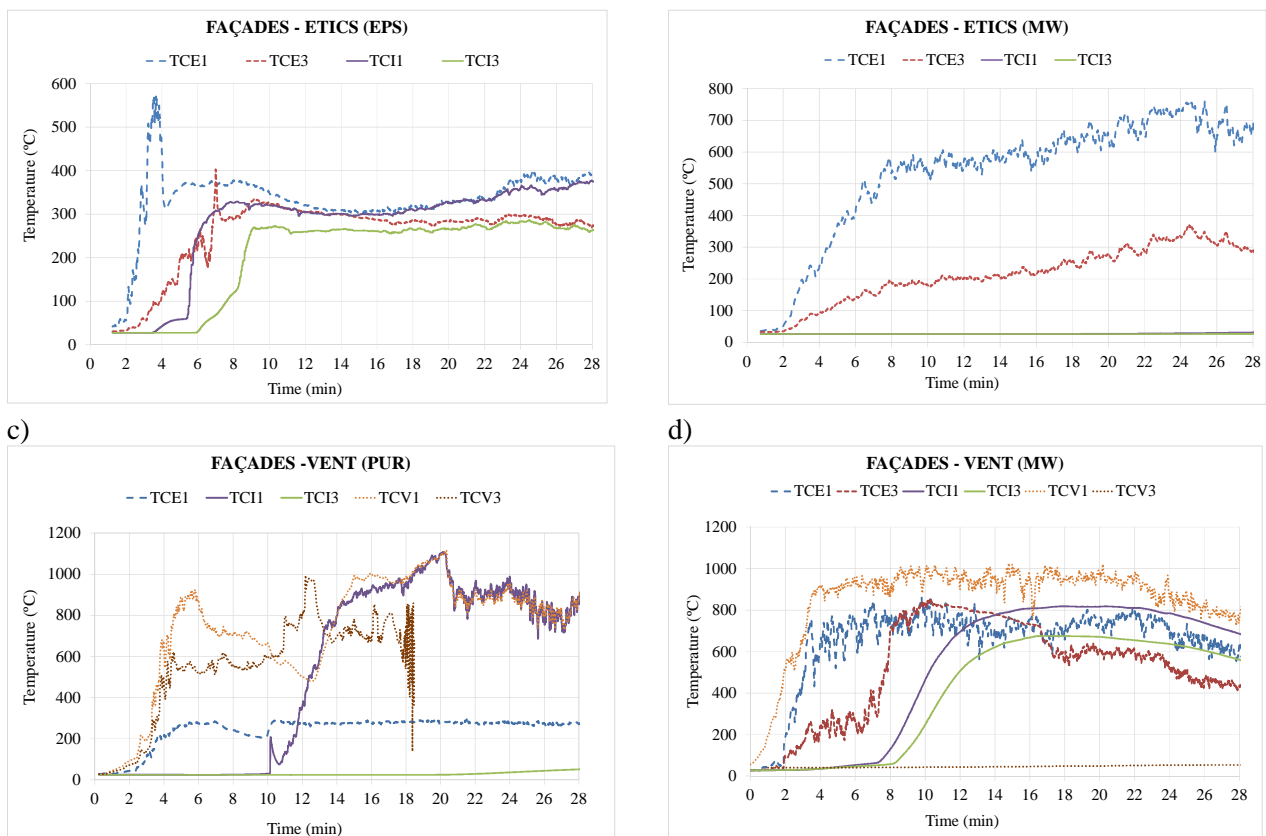 FAÇADES - ETICS (EPS)
TCE1 TCE3 TCI1 TCI3
Temperature (ºC)
600
500
400
300
200
100
0
0 2 4 6 8 10 12 14 16 18 20 22 24 26 28
Time (min)
FAÇADES - ETICS (MW)
TCE1 TCE3 TCI1 TCI3
Temperature (ºC)
800
700
600
500
400
300
200
100
0
0 2 4 6 8 10 12 14 16 18 20 22 24 26 28
Time (min)
c)
d)
FAÇADES -VENT (PUR)
TCE1 TCI1 TCI3 TCV1 TCV3
Temperature (ºC)
1200
1000
800
600
400
200
0
0 2 4 6 8 10 12 14 16 18 20 22 24 26 28
Time (min)
FAÇADES - VENT (MW)
TCE1 TCE3 TCI1 TCI3 TCV1 TCV3
Temperature (ºC)
1200
1000
800
600
400
200
0
0 2 4 6 8 10 12 14 16 18 20 22 24 26 28
Time (min)